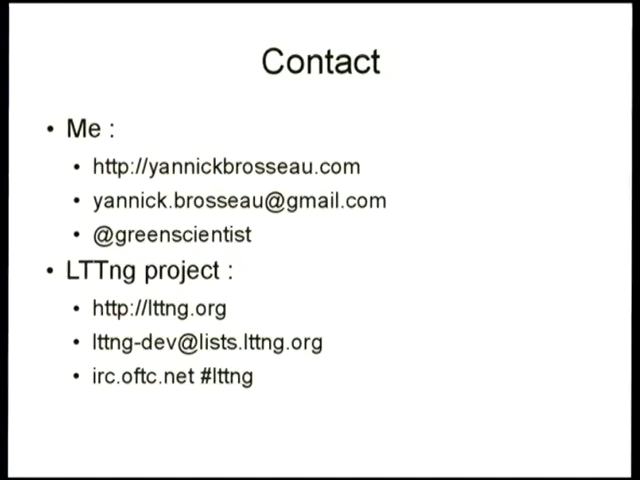 Contact
• Me :
• http://yannickbrosseau.com
• yannick.brosseau@gmail.com
• @greenscientist
• LTTng project :
• http://lttng.org
• lttng-dev@lists.lttng.org
• irc.oftc.net #lttng